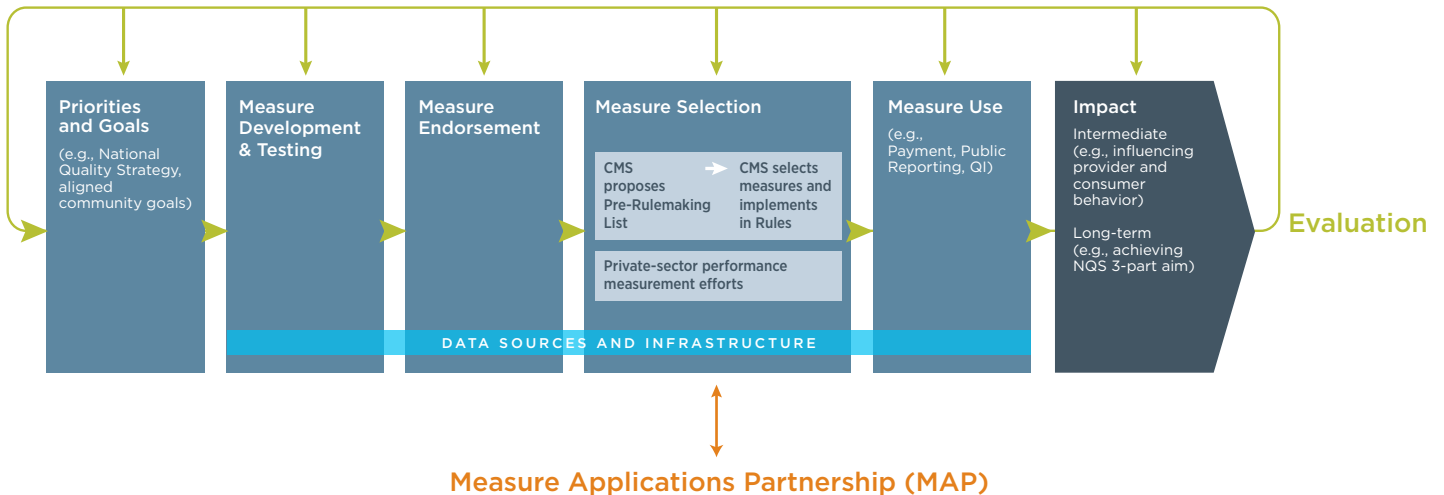 Priorities
and Goals
(e.g., National
Quality Strategy,
aligned
community goals)
Measure
Development
& Testing
Measure
Endorsement
Measure Selection
CMS
proposes
Pre-Rulemaking
List
CMS selects
measures and
implements
in Rules
Private-sector performance
measurement efforts
Measure Use
(e.g.,
Payment, Public
Reporting, QI)
Impact
Intermediate
(e.g., influencing
provider and
consumer
behavior)
Long-term
(e.g., achieving
NQS 3-part aim)
Evaluation
DATA SOURCES AND INFRASTRUCTURE
Measure Applications Partnership (MAP)